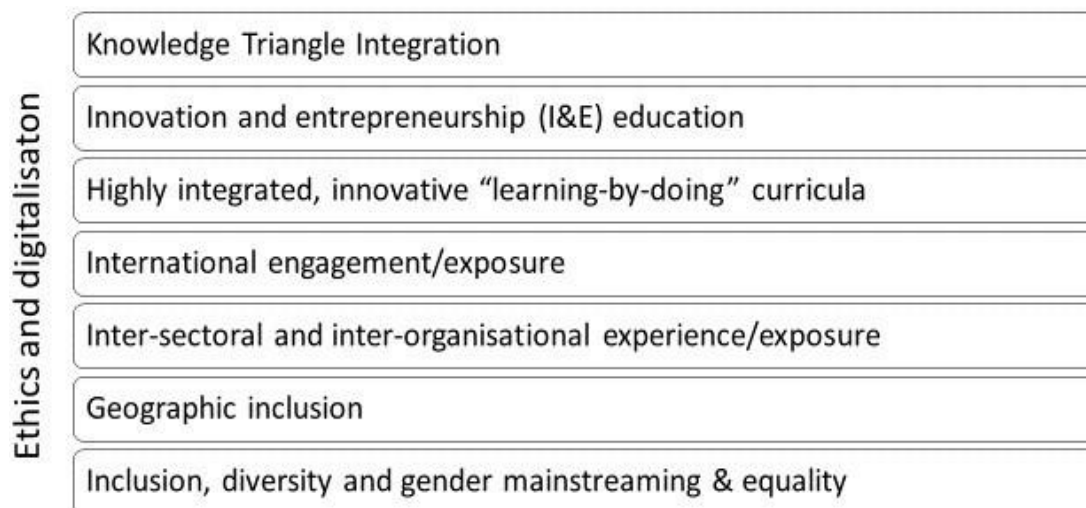 Ethics and digitalisaton
Knowledge Triangle Integration
Innovation and entrepreneurship (I&E) education
Highly integrated, innovative “learning-by-doing” curricula
International engagement/exposure
Inter-sectoral and inter-organisational experience/exposure
Geographic inclusion
Inclusion, diversity and gender mainstreaming & equality